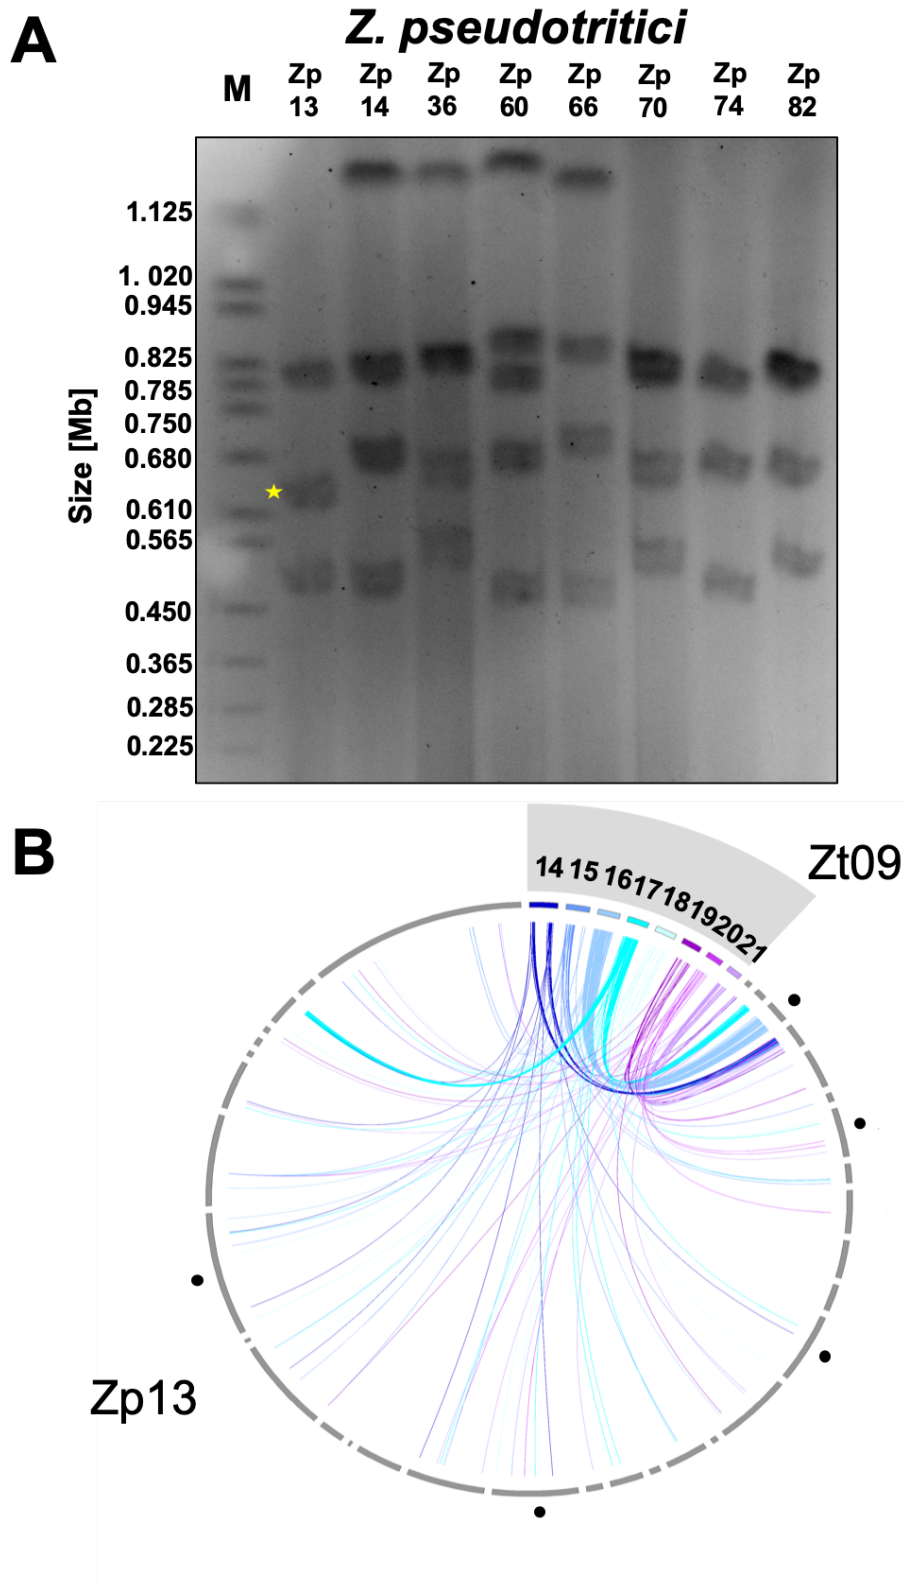 A
Z. pseudotritici
M Zp 13 Zp 14 Zp 36 Zp 60 Zp 66 Zp 70 Zp 74 Zp 82
Size [Mb]
1.125
1. 020
0.945
0.825
0.785
0.750
0.680
0.610
0.565
0.450
0.365
0.285
0.225
B
14 15 16 17 18 19 20 21
Zt09
Zp13